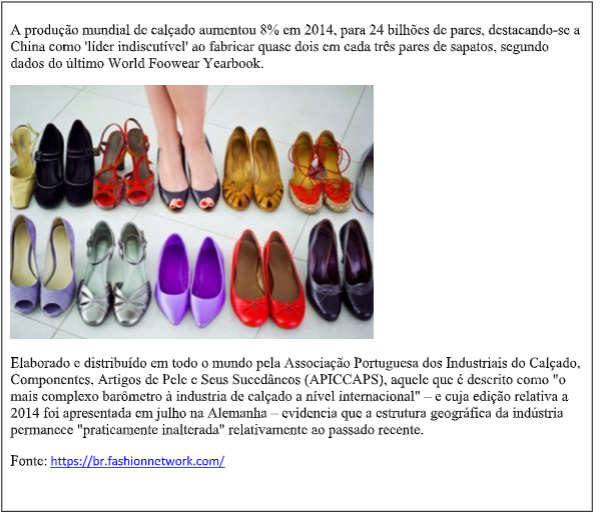 A produção mundial de calçado aumentou 8% em 2014, para 24 bilhões de pares, destacando-se a
China como 'líder indiscutível' ao fabricar quase dois em cada três pares de sapatos, segundo
dados do último World Foowear Yearbook.
Elaborado e distribuído em todo o mundo pela Associação Portuguesa dos Industriais do Calçado,
Componentes, Artigos de Pele e Seus Sucedâneos (APICCAPS), aquele que é descrito como "o
mais complexo barômetro à industria de calçado a nível internacional" – e cuja edição relativa a
2014 foi apresentada em julho na Alemanha – evidencia que a estrutura geográfica da indústria
permanece "praticamente inalterada" relativamente ao passado recente.
Fonte: https://br.fashionnetwork.com/